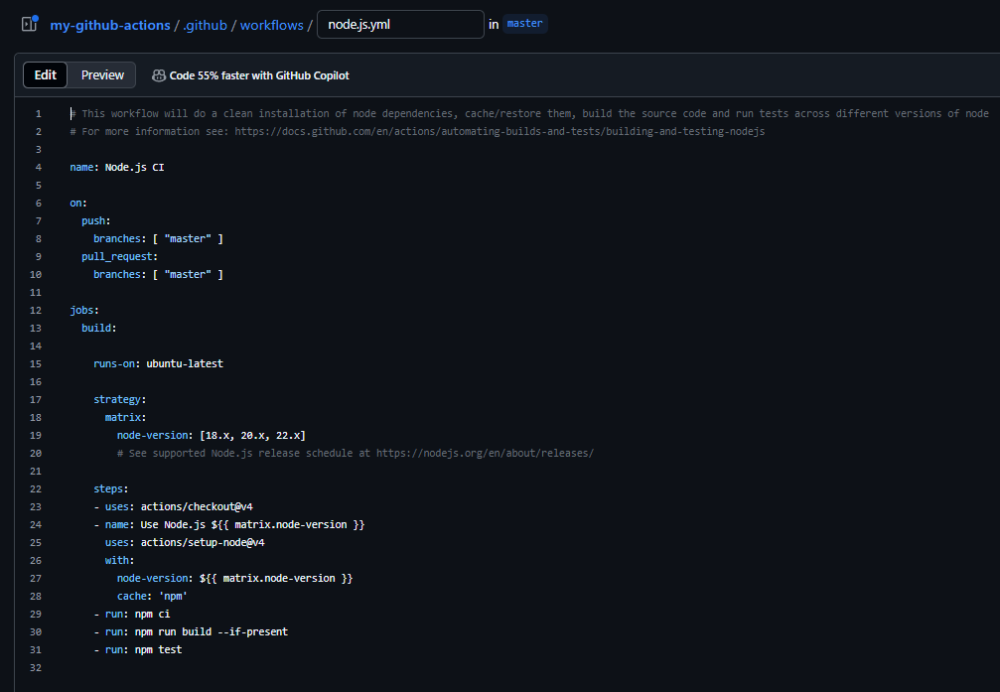 my-github-actions / .github / workflows / node.js.yml in master
Edit Preview Code 55% faster with GitHub Copilot
1 # This workflow will do a clean installation of node dependencies, cache/restore them, build the source code and run tests across different versions of node
2 # For more information see: https://docs.github.com/en/actions/automating-builds-and-tests/building-and-testing-nodejs
3
4 name: Node.js CI
5
6 on:
7   push:
8     branches: [ "master" ]
9   pull_request:
10     branches: [ "master" ]
11
12 jobs:
13   build:
14
15     runs-on: ubuntu-latest
16
17     strategy:
18       matrix:
19         node-version: [18.x, 20.x, 22.x]
20         # See supported Node.js release schedule at https://nodejs.org/en/about/releases/
21
22     steps:
23     - uses: actions/checkout@v4
24     - name: Use Node.js ${{ matrix.node-version }}
25       uses: actions/setup-node@v4
26       with:
27         node-version: ${{ matrix.node-version }}
28         cache: 'npm'
29     - run: npm ci
30     - run: npm run build --if-present
31     - run: npm test
32